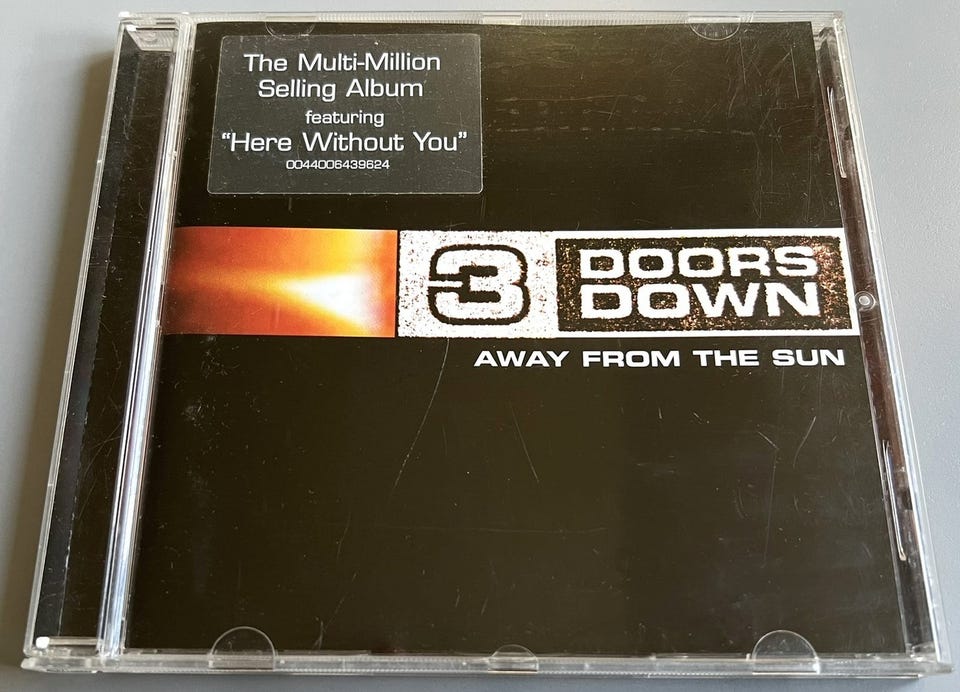 The Multi-Million
Selling Album
featuring
“Here Without You”
0044006439624
3
DOORS
DOWN
AWAY FROM THE SUN